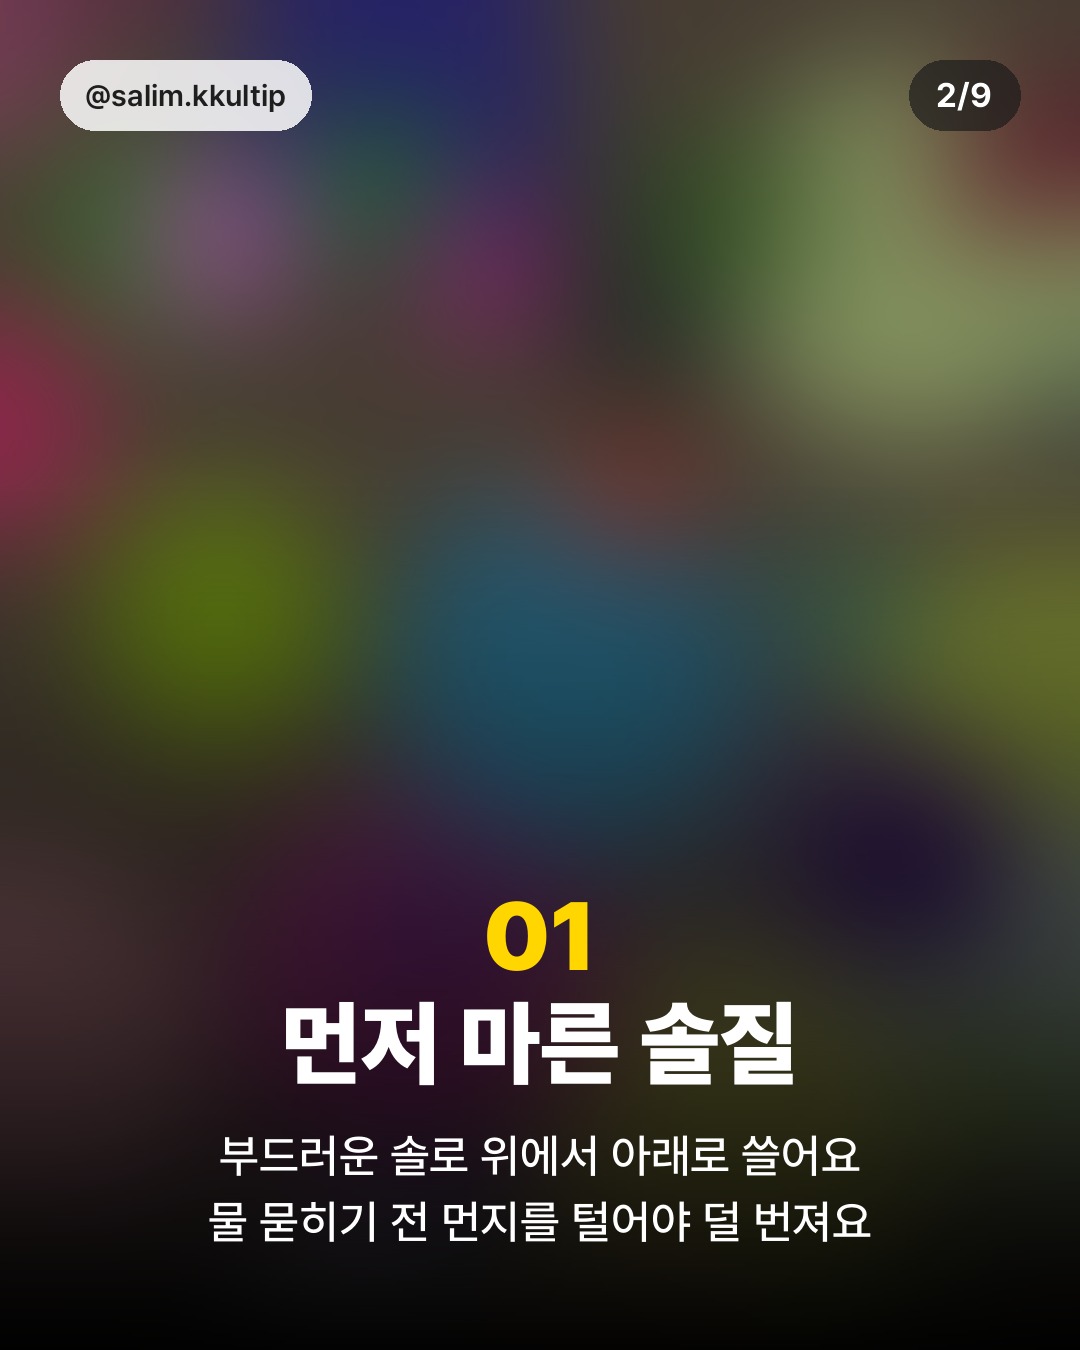 @salim.kkultip
2/9
01
먼저 마른 솔질
부드러운 솔로 위에서 아래로 쓸어요
물 묻히기 전 먼지를 털어야 덜 번져요